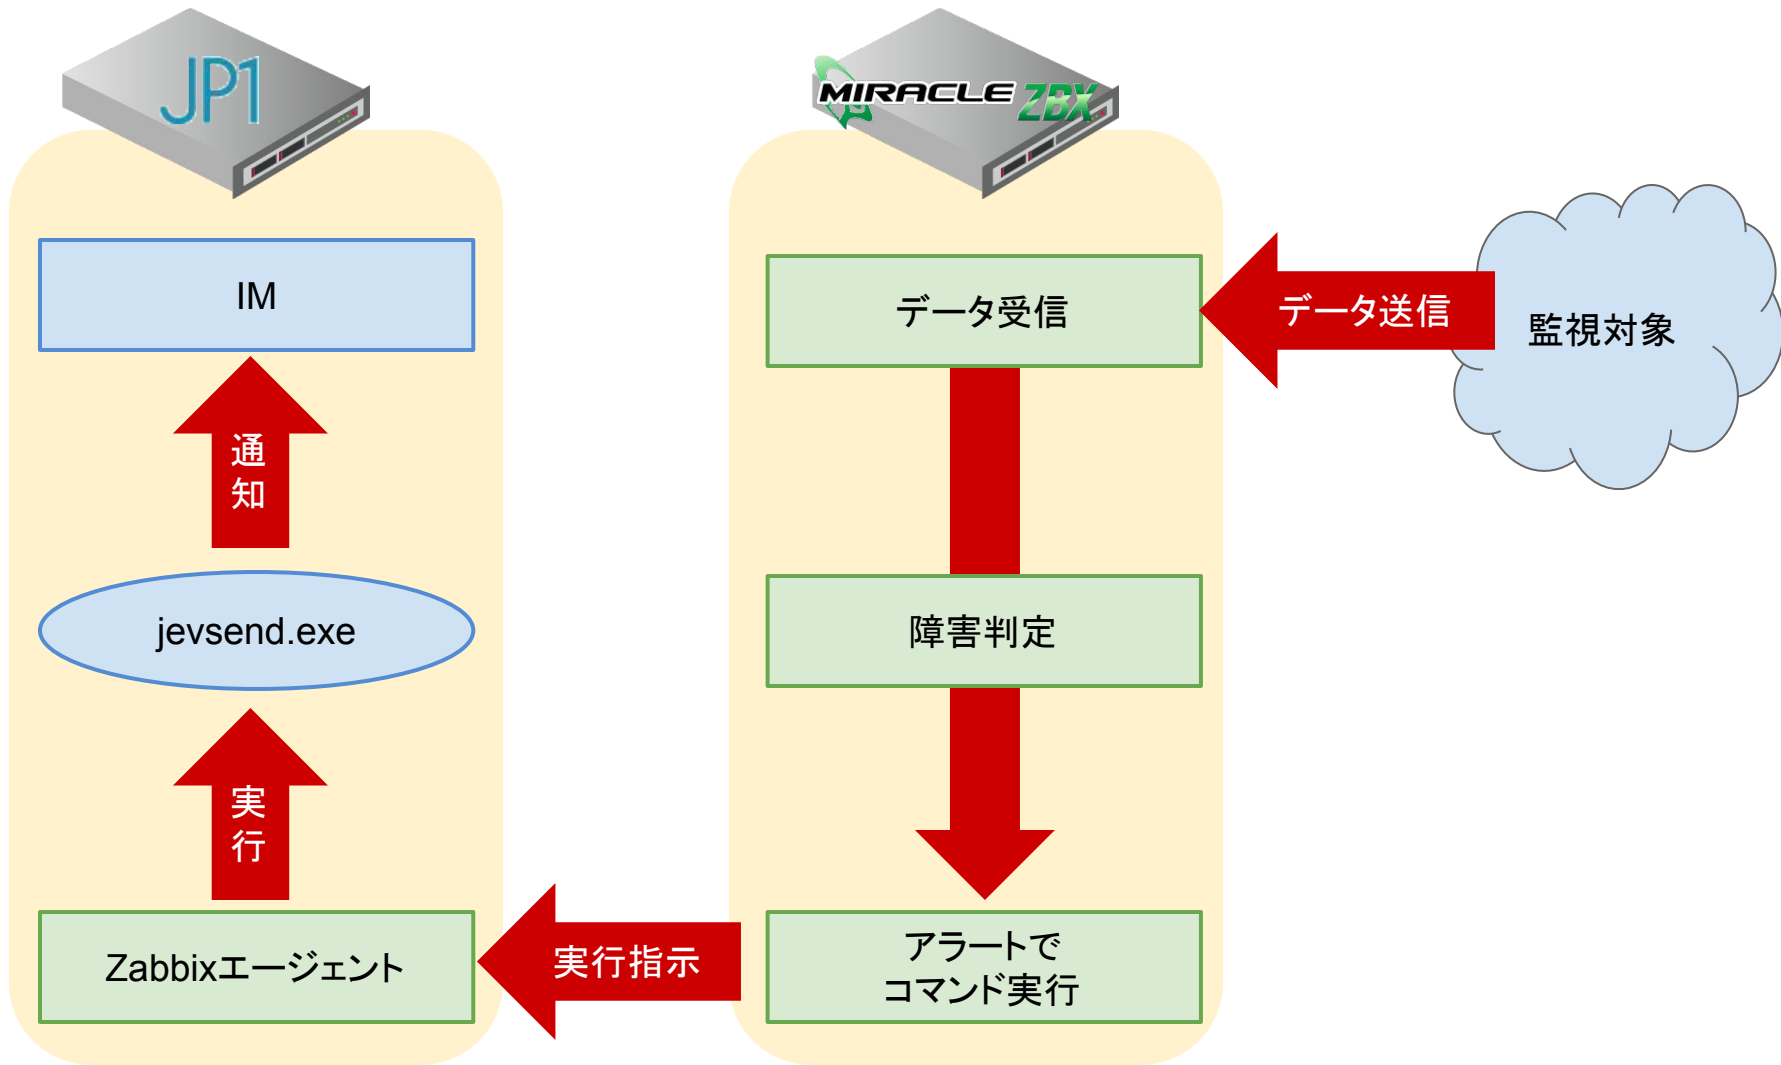 JP1
MIRACLE ZBX
IM
通
知
jevsend.exe
実
行
Zabbixエージェント
データ受信
データ送信
監視対象
障害判定
アラートで
コマンド実行
実行指示